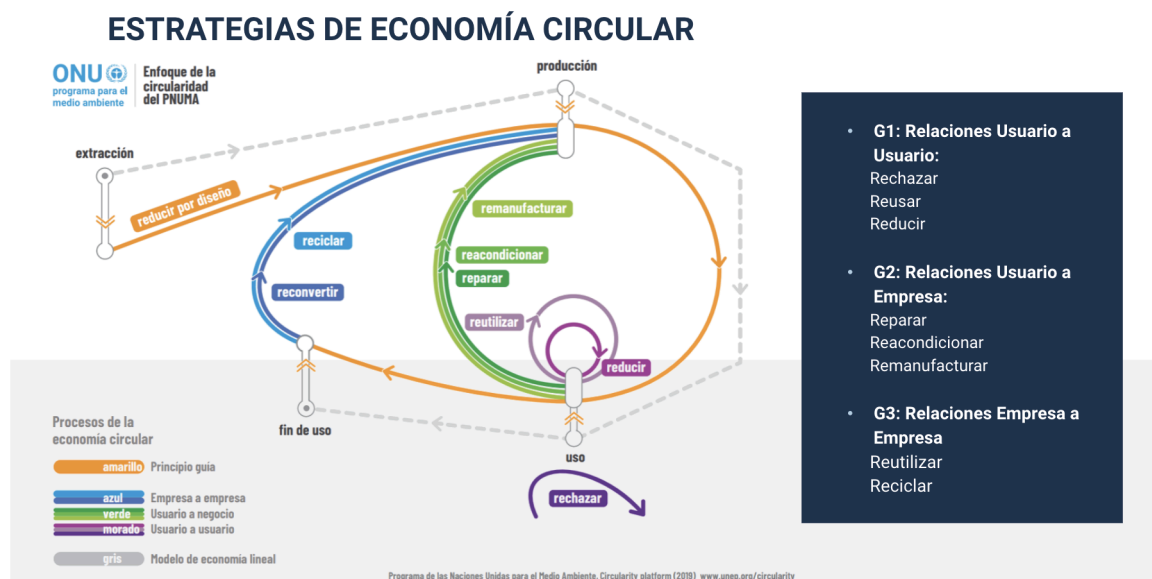 ESTRATEGIAS DE ECONOMÍA CIRCULAR
ONU
programa para el
medio ambiente
Enfoque de la
circularidad
del PNUMA
producción
extracción
reducir por diseño
remanufacturar
reciclar
reacondicionar
reparar
reconvertir
reutilizar
reducir
fin de uso
uso
rechazar
Procesos de la
economía circular
amarillo Principio guía
azul Empresa a empresa
verde Usuario a negocio
morado Usuario a usuario
gris Modelo de economía lineal
Programa de las Naciones Unidas para el Medio Ambiente, Circularity platform (2019) www.unep.org/circularity
• G1: Relaciones Usuario a
Usuario:
Rechazar
Reusar
Reducir
• G2: Relaciones Usuario a
Empresa:
Reparar
Reacondicionar
Remanufacturar
• G3: Relaciones Empresa a
Empresa
Reutilizar
Reciclar